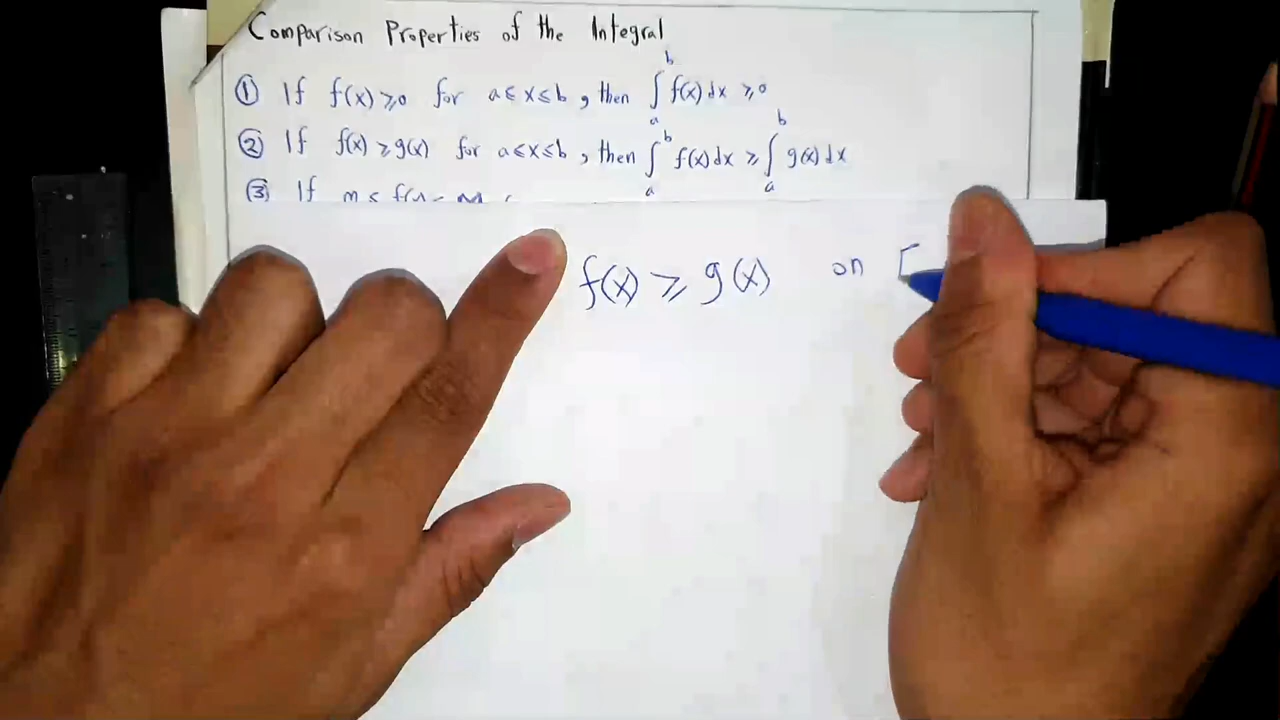 Comparison Properties of the Integral
① If f(x) ⩾ 0 for a ≤ x ≤ b, then ∫_a^b f(x) dx ⩾ 0
② If f(x) ⩾ g(x) for a ≤ x ≤ b, then ∫_a^b f(x) dx ⩾ ∫_a^b g(x) dx
③ If m ≤ f(x) ≤ M
f(x) ⩾ g(x) on [